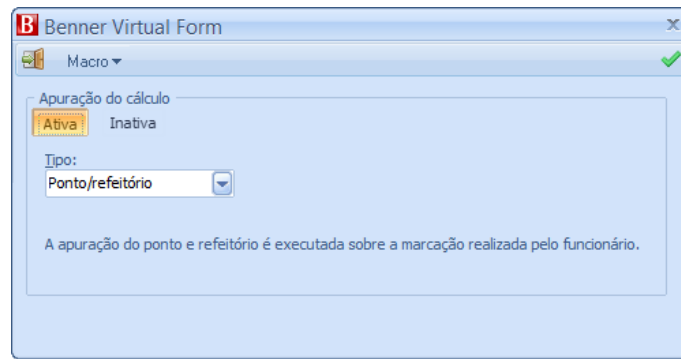 B Benner Virtual Form
Macro
Apuração do cálculo
Ativa Inativa
Tipo:
Ponto/refeitório
A apuração do ponto e refeitório é executada sobre a marcação realizada pelo funcionário.